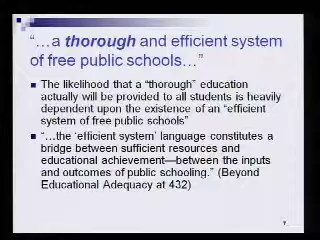 “…a thorough and efficient system
of free public schools…”
The likelihood that a “thorough” education
actually will be provided to all students is heavily
dependent upon the existence of an “efficient
system of free public schools”
“…the ‘efficient system’ language constitutes a
bridge between sufficient resources and
educational achievement—between the inputs
and outcomes of public schooling.” (Beyond
Educational Adequacy at 432)